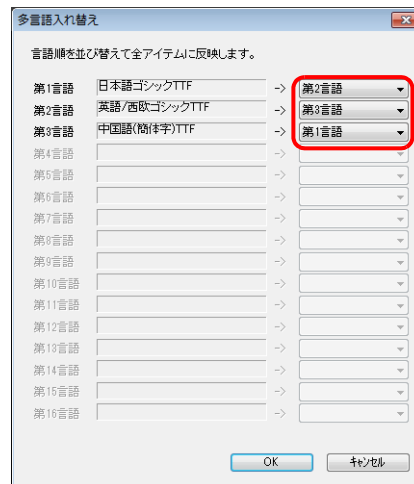 多言語入れ替え
言語順を並び替えて全アイテムに反映します。
第1言語 日本語ゴシックTTF -> 第2言語
第2言語 英語/西欧ゴシックTTF -> 第3言語
第3言語 中国語(簡体字)TTF -> 第1言語
第4言語 ->
第5言語 ->
第6言語 ->
第7言語 ->
第8言語 ->
第9言語 ->
第10言語 ->
第11言語 ->
第12言語 ->
第13言語 ->
第14言語 ->
第15言語 ->
第16言語 ->
OK キャンセル